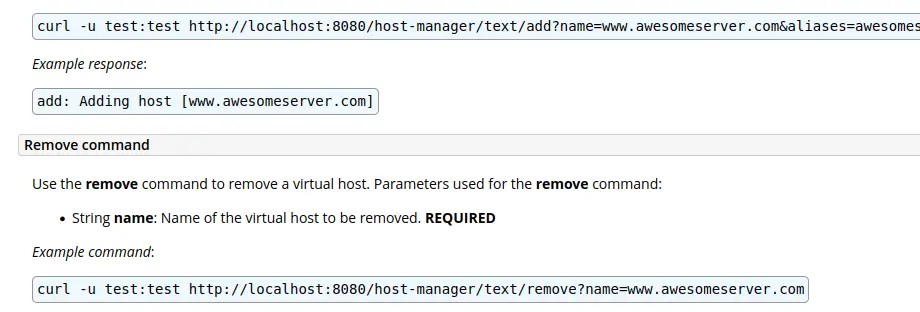 curl -u test:test http://localhost:8080/host-manager/text/add?name=www.awesomeserver.com&aliases=awesomes
Example response:
add: Adding host [www.awesomeserver.com]
Remove command
Use the remove command to remove a virtual host. Parameters used for the remove command:
• String name: Name of the virtual host to be removed. REQUIRED
Example command:
curl -u test:test http://localhost:8080/host-manager/text/remove?name=www.awesomeserver.com